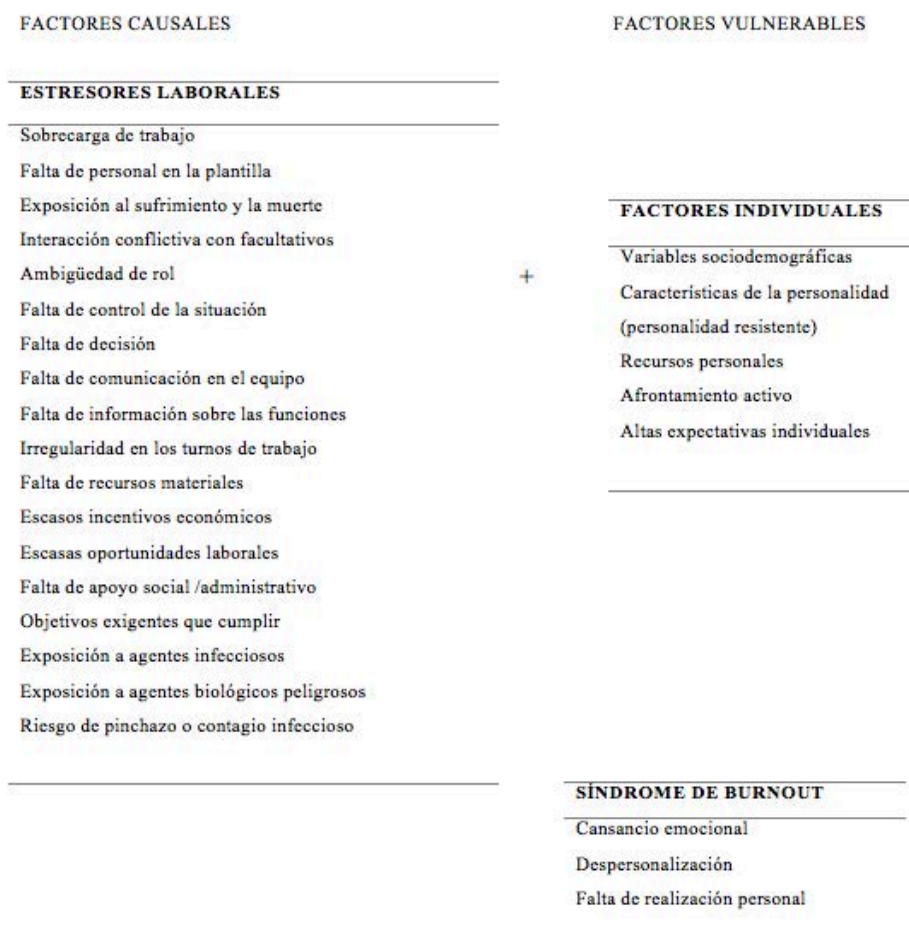 FACTORES CAUSALES
FACTORES VULNERABLES
ESTRESORES LABORALES
Sobrecarga de trabajo
Falta de personal en la plantilla
Exposición al sufrimiento y la muerte
Interacción conflictiva con facultativos
Ambigüedad de rol
Falta de control de la situación
Falta de decisión
Falta de comunicación en el equipo
Falta de información sobre las funciones
Irregularidad en los turnos de trabajo
Falta de recursos materiales
Escasos incentivos económicos
Escasas oportunidades laborales
Falta de apoyo social /administrativo
Objetivos exigentes que cumplir
Exposición a agentes infecciosos
Exposición a agentes biológicos peligrosos
Riesgo de pinchazo o contagio infeccioso
+
FACTORES INDIVIDUALES
Variables sociodemográficas
Características de la personalidad
(personalidad resistente)
Recursos personales
Afrontamiento activo
Altas expectativas individuales
SÍNDROME DE BURNOUT
Cansancio emocional
Despersonalización
Falta de realización personal